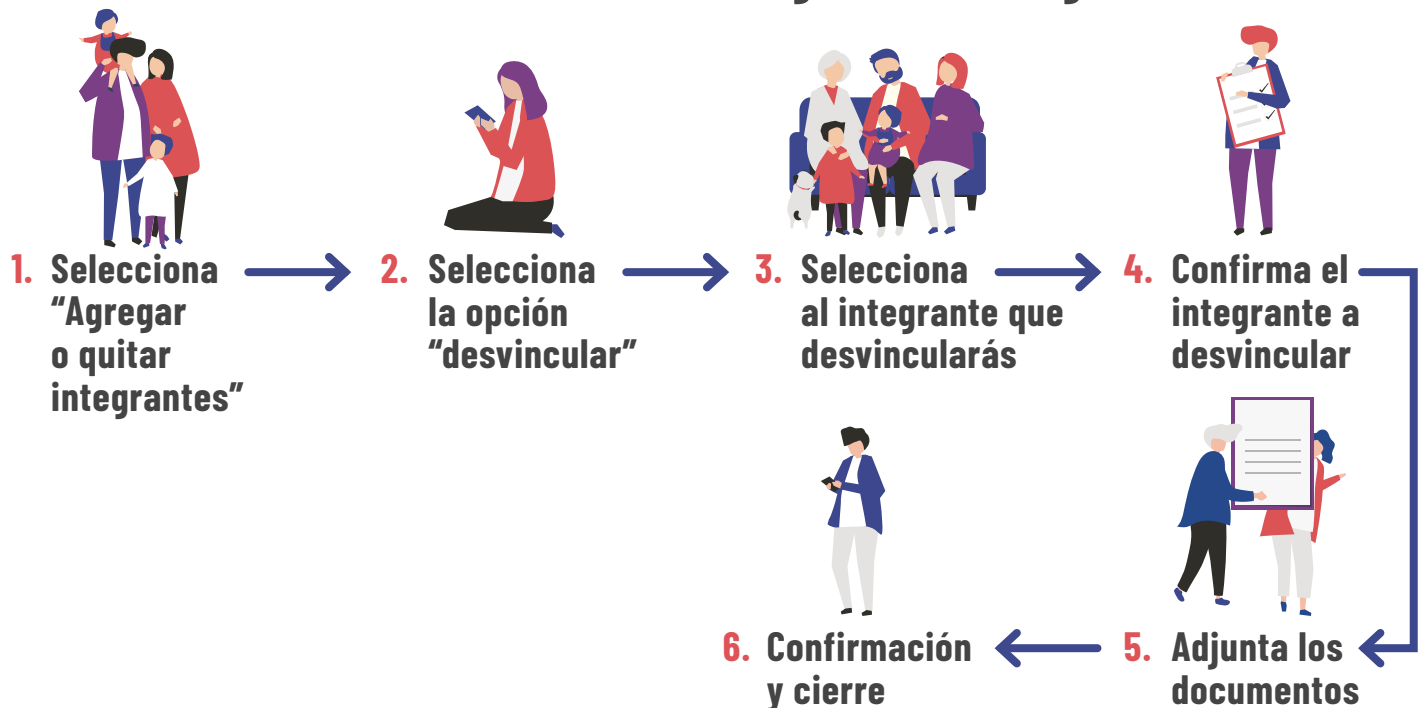 1. Selecciona
“Agregar
o quitar
integrantes”
2. Selecciona
la opción
“desvincular”
3. Selecciona
al integrante que
desvincularás
4. Confirma el
integrante a
desvincular
5. Adjunta los
documentos
6. Confirmación
y cierre